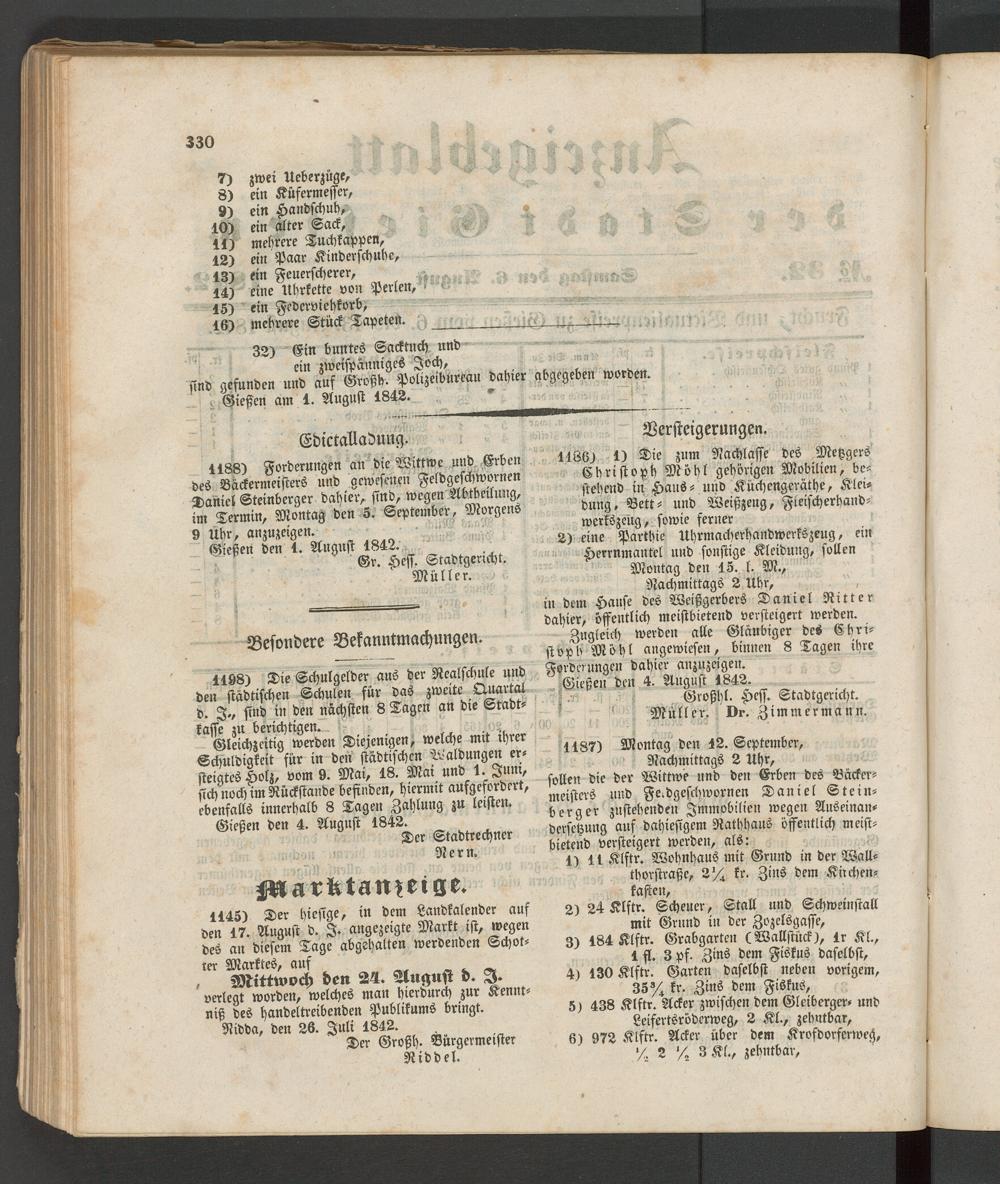 330
7) zwei Ueberzüge,
8) ein Küfermesser,
9) ein Handschuh,
10) ein alter Sack,
11) mehrere Tuchkappen,
12) ein Paar Kinderschuhe,
13) ein Feuerscherer,
14) eine Uhrkette von Perlen,
15) ein Federviehkorb,
16) mehrere Stück Tapeten.
32) Ein buntes Sacktuch und
ein zweispänniges Joch,
sind gefunden und auf Großh. Polizeibureau dahier abgegeben worden.
Gießen am 1. August 1842.
Edictalladung.
1188) Forderungen an die Wittwe und Erben
des Bäckermeisters und gewesenen Feldgeschwornen
Daniel Steinberger dahier, sind, wegen Abtheilung,
im Termin, Montag den 5. September, Morgens
9 Uhr, anzuzeigen.
Gießen den 1. August 1842.
Gr. Hess. Stadtgericht.
Müller.
Besondere Bekanntmachungen.
1198) Die Schulgelder aus der Realschule und
den städtischen Schulen für das zweite Quartal
d. J., sind in den nächsten 8 Tagen an die Stadt-
kasse zu berichtigen.
Gleichzeitig werden Diejenigen, welche mit ihrer
Schuldigkeit für in den städtischen Waldungen er-
steigtes Holz, vom 9. Mai, 18. Mai und 1. Juni,
sich noch im Rückstande befinden, hiermit aufgefordert,
ebenfalls innerhalb 8 Tagen Zahlung zu leisten.
Gießen den 4. August 1842.
Der Stadtrechner
Nern.
Marktanzeige.
1145) Der hiesige, in dem Landkalender auf
den 17. August d. J. angezeigte Markt ist, wegen
des an diesem Tage abgehalten werdenden Schot-
ter Marktes, auf
Mittwoch den 24. August d. J.
verlegt worden, welches man hierdurch zur Kennt-
niß des handeltreibenden Publikums bringt.
Nidda, den 26. Juli 1842.
Der Großh. Bürgermeister
Riddel.
Versteigerungen.
1186) 1) Die zum Nachlasse des Metzgers
Christoph Möhl gehörigen Mobilien, be-
stehend in Haus- und Küchengeräthe, Klei-
dung, Bett- und Weißzeug, Fleischerhand-
werkszeug, sowie ferner
2) eine Parthie Uhrmacherhandwerkszeug, ein
Herrnmantel und sonstige Kleidung, sollen
Montag den 15. l. M.,
Nachmittags 2 Uhr,
in dem Hause des Weißgerbers Daniel Ritter
dahier, öffentlich meistbietend versteigert werden.
Zugleich werden alle Gläubiger des Chri-
stoph Möhl angewiesen, binnen 8 Tagen ihre
Forderungen dahier anzuzeigen.
Gießen den 4. August 1842.
Großhl. Hess. Stadtgericht.
Müller. Dr. Zimmermann.
1187) Montag den 12. September,
Nachmittags 2 Uhr,
sollen die der Wittwe und den Erben des Bäcker-
meisters und Fe.dgeschwornen Daniel Stein-
berger zustehenden Immobilien wegen Auseinan-
dersetzung auf dahiesigem Rathhaus öffentlich meist-
bietend versteigert werden, als:
1) 11 Klftr. Wohnhaus mit Grund in der Wall-
thorstraße, 2¼ kr. Zins dem Kirchen-
kasten,
2) 24 Klftr. Scheuer, Stall und Schweinstall
mit Grund in der Zozelsgasse,
3) 184 Klftr. Grabgarten (Wallstück), 1r Kl.,
1 fl. 3 pf. Zins dem Fiskus daselbst,
4) 130 Klftr. Garten daselbst neben vorigem,
35¾ kr. Zins dem Fiskus,
5) 438 Klftr. Acker zwischen dem Gleiberger- und
Leifertsröderweg, 2 Kl., zehntbar,
6) 972 Klftr. Acker über dem Krofdorferweg,
½ 2 ½ 3 Kl., zehntbar,